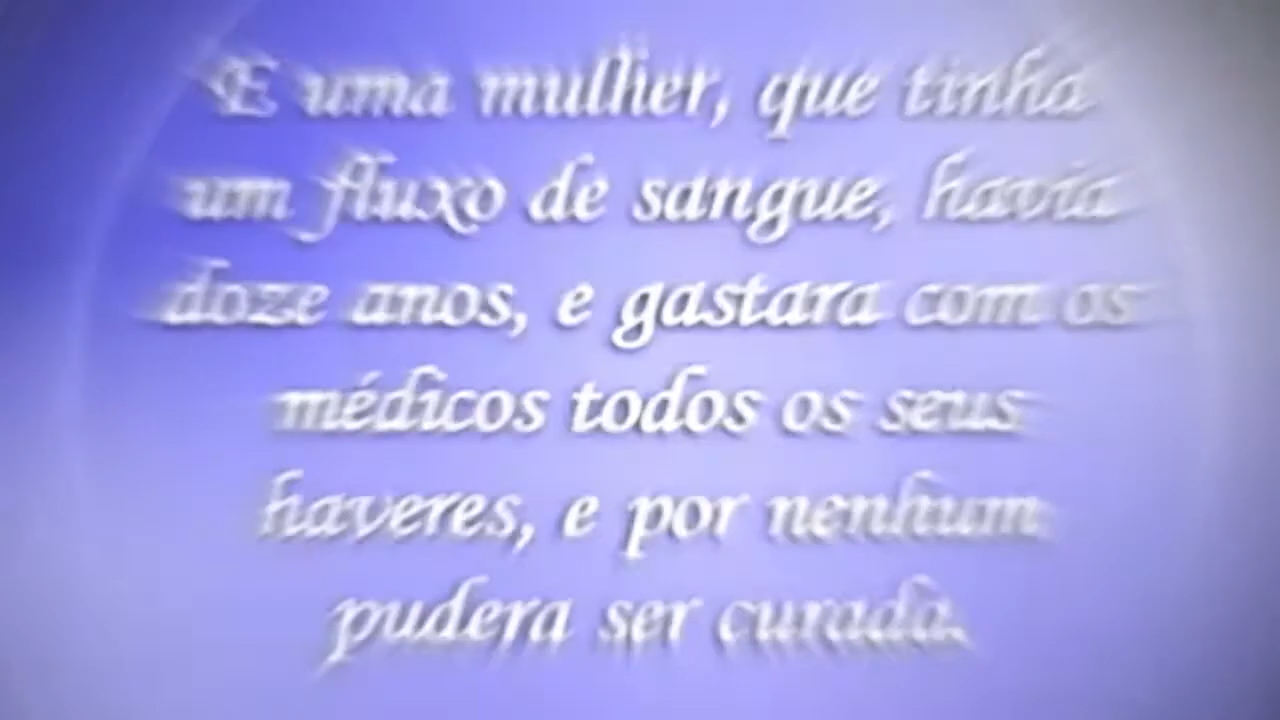 E uma mulher, que tinha
um fluxo de sangue, havia
doze anos, e gastara com os
médicos todos os seus
haveres, e por nenhum
pudera ser curada.